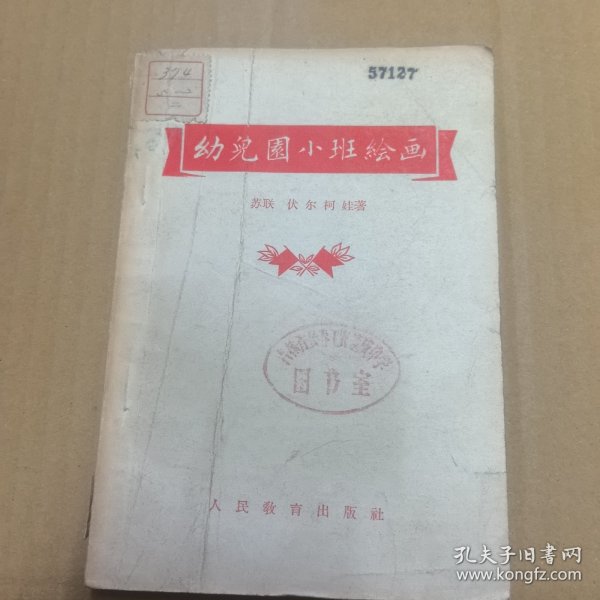 374
57127
幼兒園小班絵画
苏联 伏尔柯娃著
图书室
人民教育出版社
孔夫子旧书网
www.kongfz.com